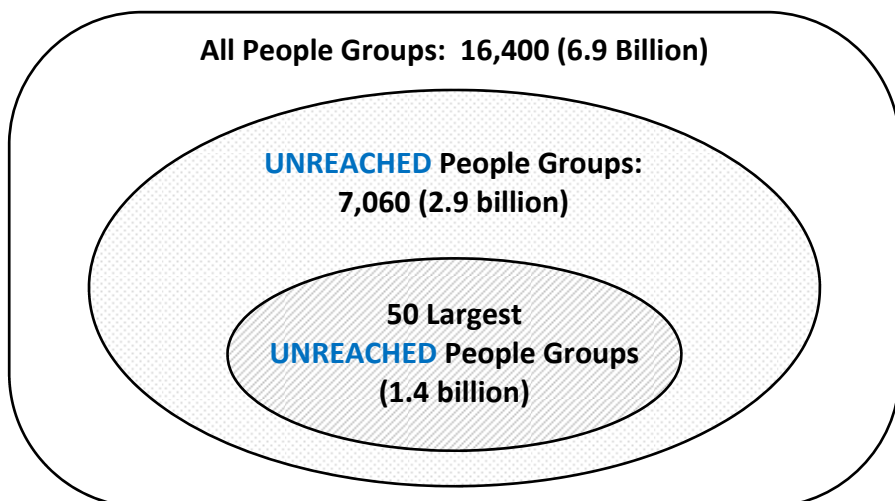 All People Groups: 16,400 (6.9 Billion)
UNREACHED People Groups:
7,060 (2.9 billion)
50 Largest
UNREACHED People Groups
(1.4 billion)